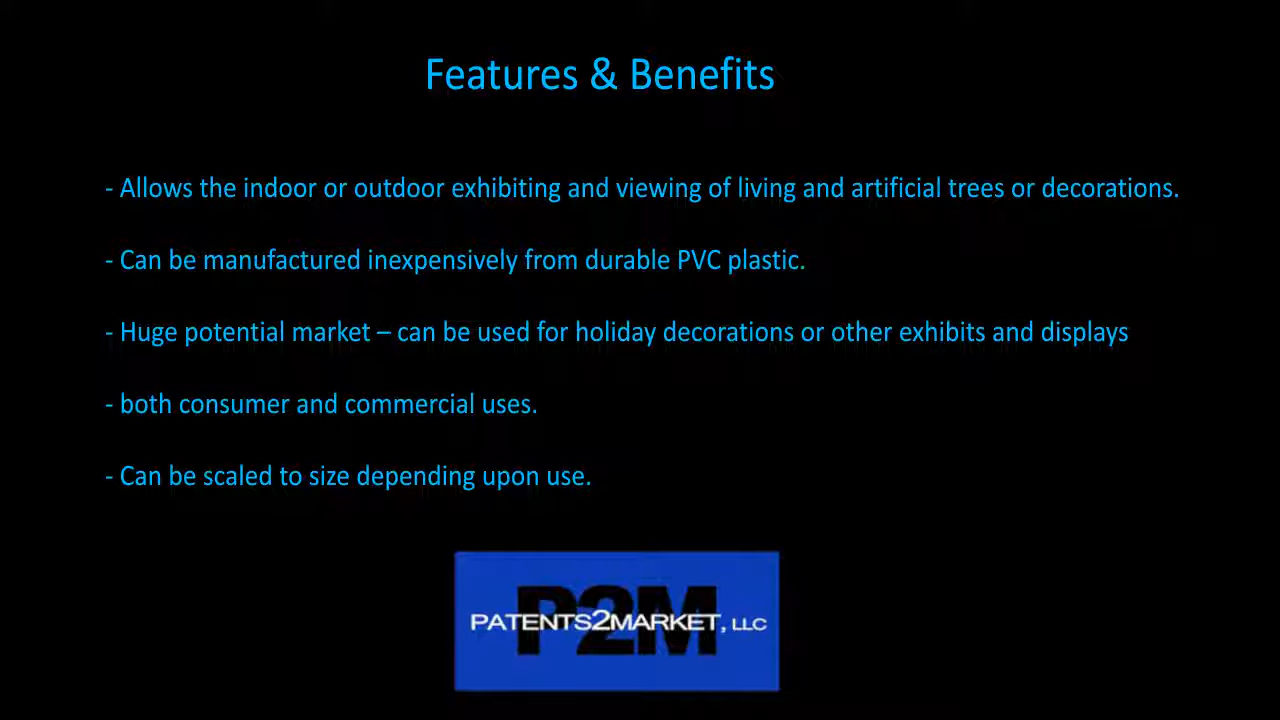 Features & Benefits
- Allows the indoor or outdoor exhibiting and viewing of living and artificial trees or decorations.
- Can be manufactured inexpensively from durable PVC plastic.
- Huge potential market – can be used for holiday decorations or other exhibits and displays
- both consumer and commercial uses.
- Can be scaled to size depending upon use.
P2M
PATENTS2MARKET, LLC